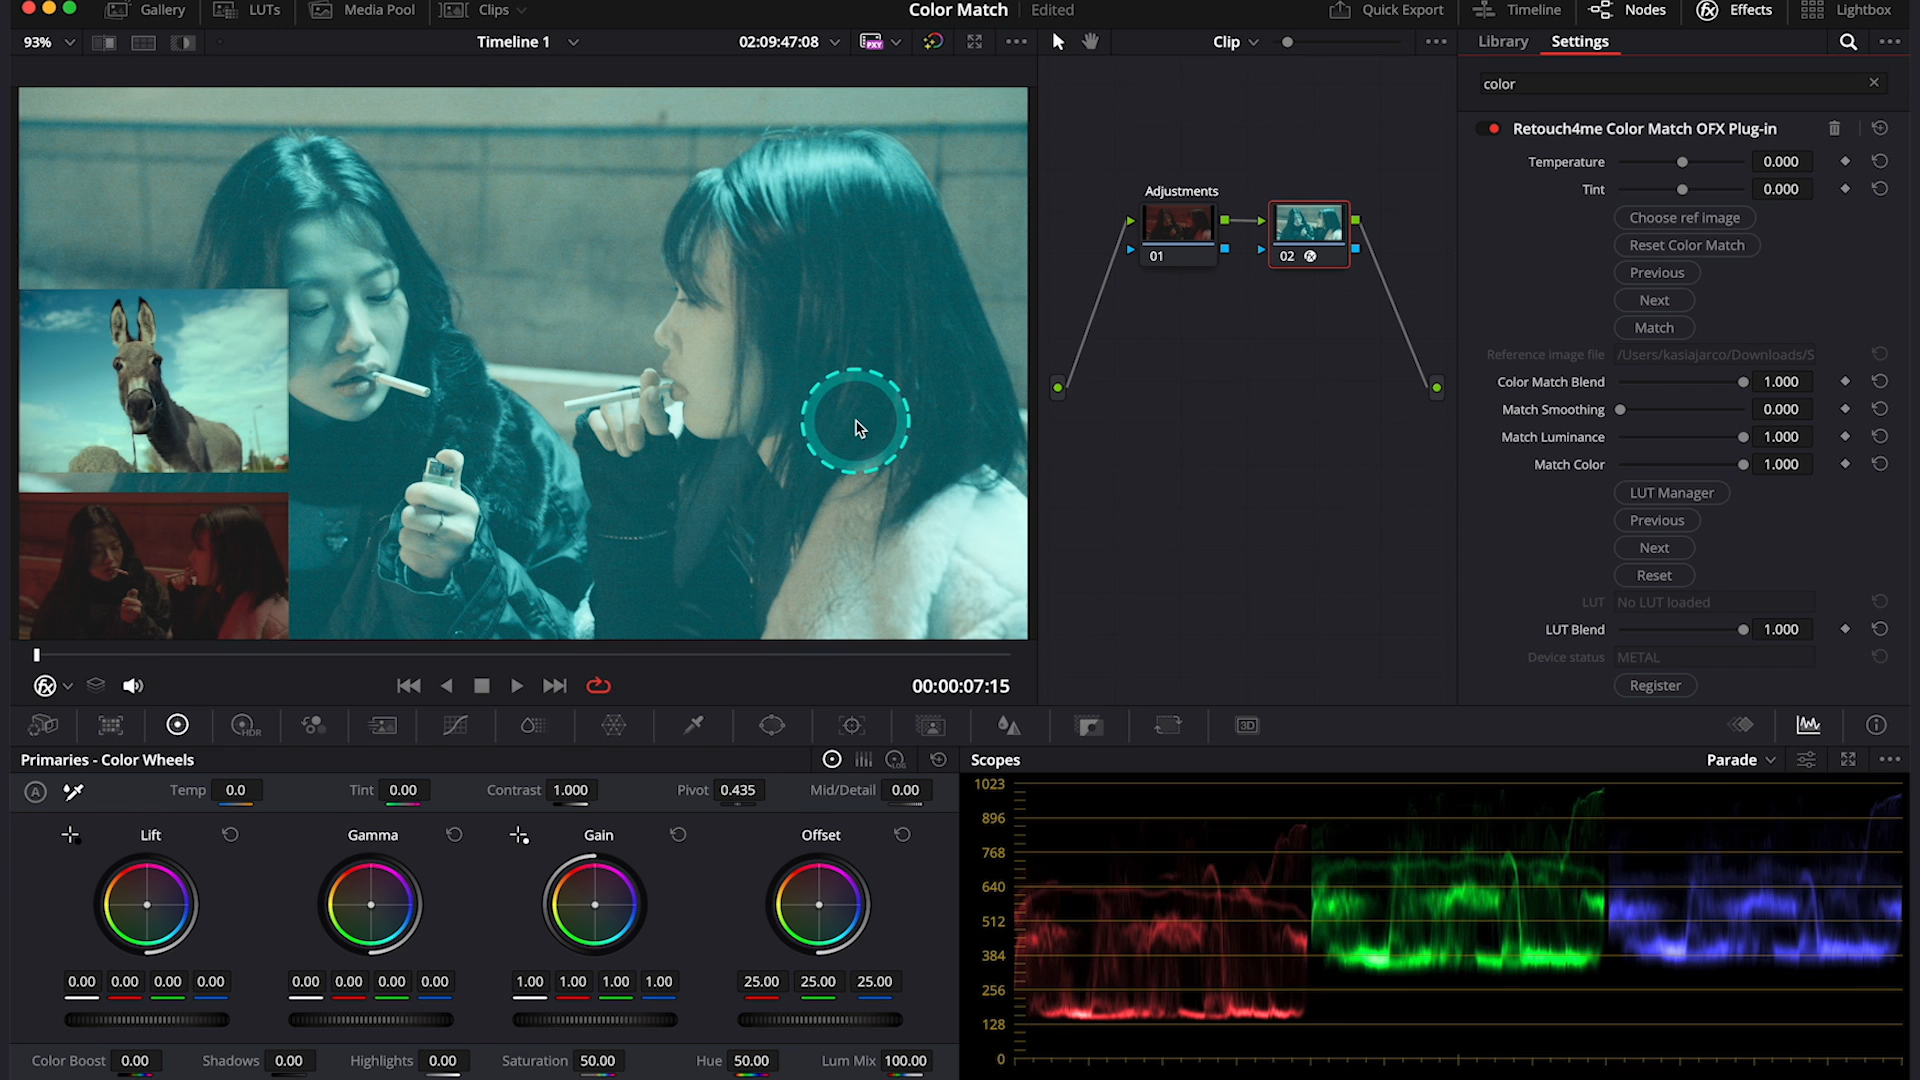 Gallery LUTs Media Pool Clips Color Match Edited Quick Export Timeline Nodes Effects Lightbox
93% Timeline 1 02:09:47:08 PXY Clip Library Settings
color
Retouch4me Color Match OFX Plug-in
Temperature 0.000
Tint 0.000
Choose ref image
Reset Color Match
Previous
Next
Match
Reference image file /Users/kasiajarco/Downloads/S
Color Match Blend 1.000
Match Smoothing 0.000
Match Luminance 1.000
Match Color 1.000
LUT Manager
Previous
Next
Reset
LUT No LUT loaded
LUT Blend 1.000
Device status METAL
Register
Adjustments
01 02
00:00:07:15
HDR 3D
Primaries - Color Wheels LOG Scopes Parade
A Temp 0.0 Tint 0.00 Contrast 1.000 Pivot 0.435 Mid/Detail 0.00
Lift Gamma Gain Offset
0.00 0.00 0.00 0.00 0.00 0.00 0.00 0.00 1.00 1.00 1.00 1.00 25.00 25.00 25.00
Color Boost 0.00 Shadows 0.00 Highlights 0.00 Saturation 50.00 Hue 50.00 Lum Mix 100.00
1023
896
768
640
512
384
256
128
0